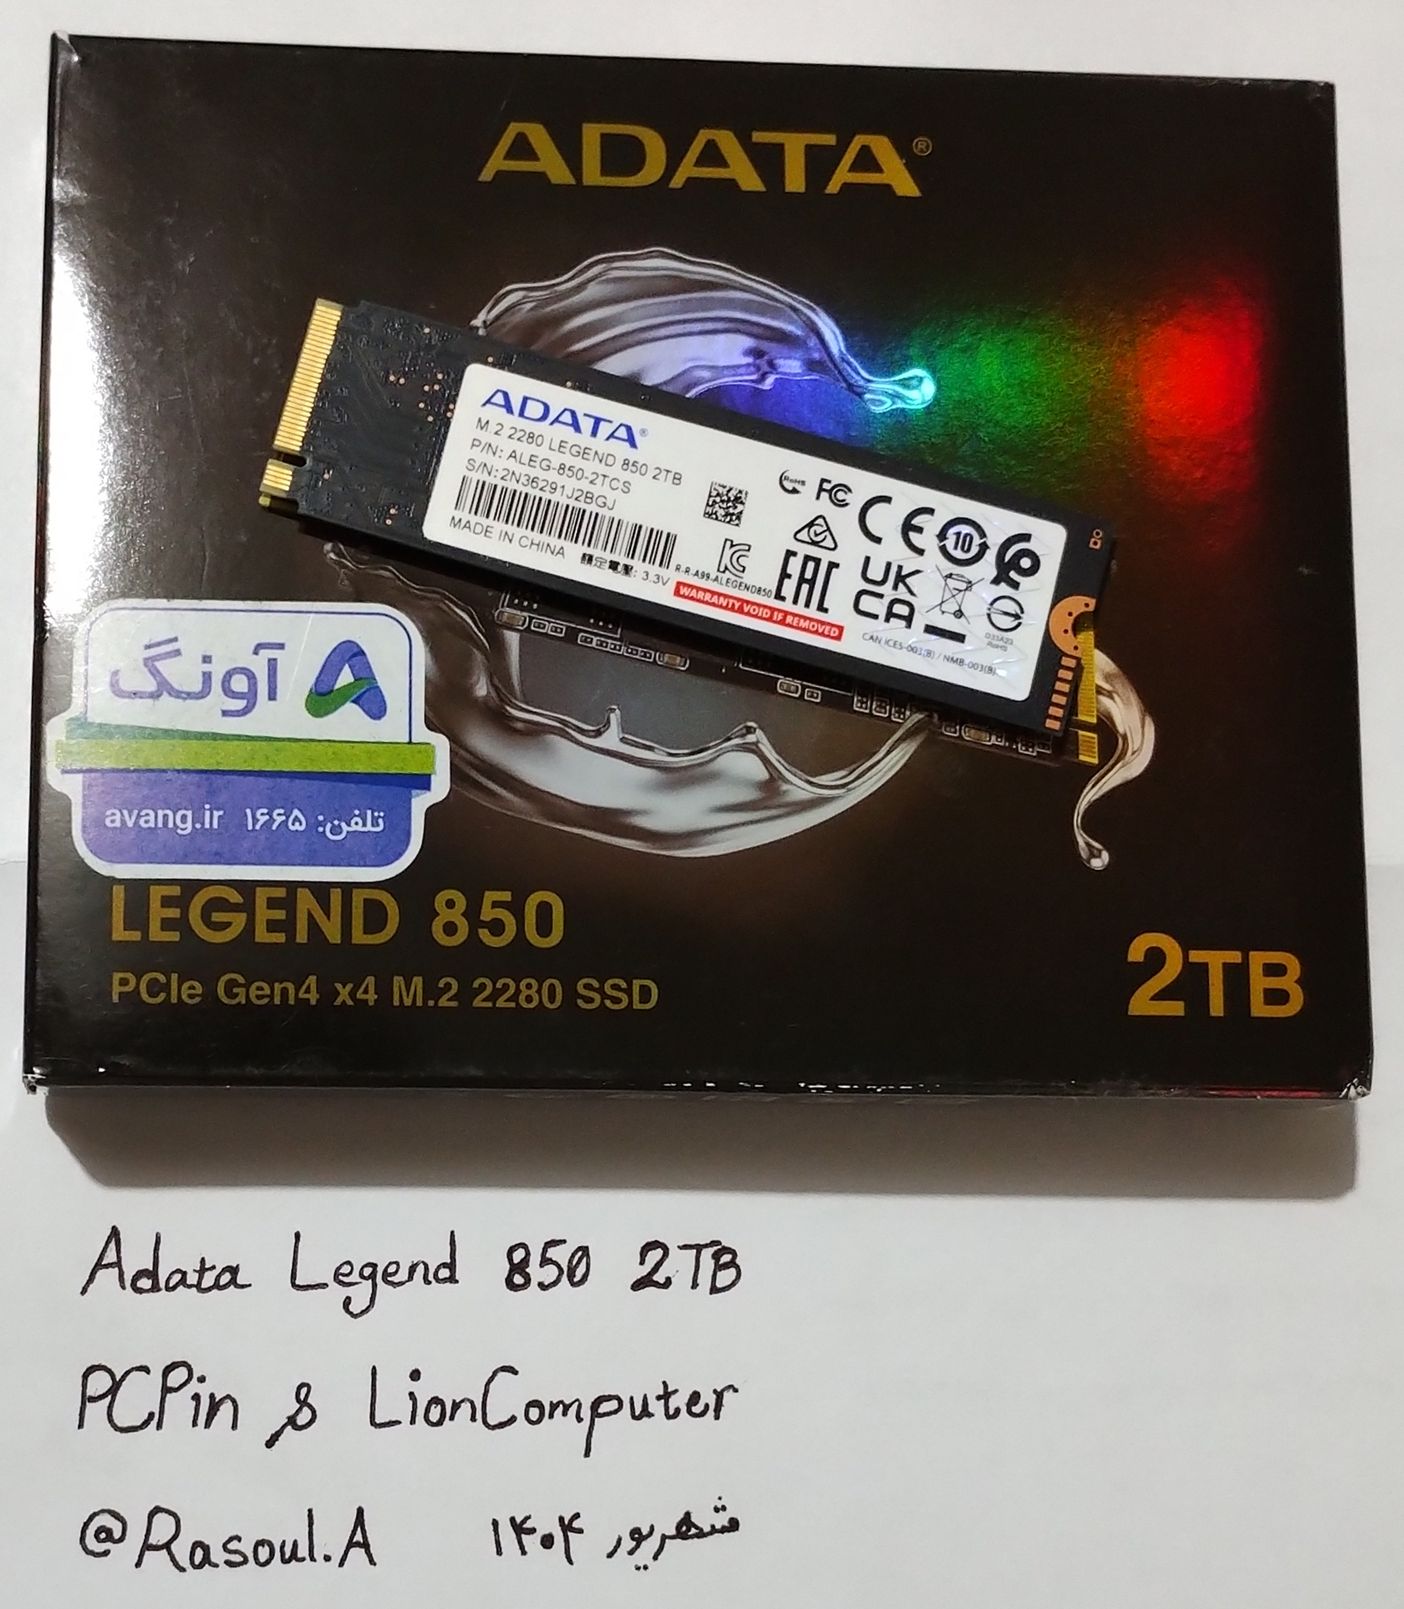 ADATA®
ADATA®
M.2 2280 LEGEND 850 2TB
P/N: ALEG-850-2TCS
S/N: 2N36291J2BGJ
MADE IN CHINA
額定電壓: 3.3V
R-R-A99-ALEGEND850
WARRANTY VOID IF REMOVED
RoHS
FC
CE
10
EAC
UK
CA
D33A23
RoHS
CAN ICES-003(B) / NMB-003(B)
آونگ
تلفن: ۱۶۶۵ avang.ir
LEGEND 850
PCIe Gen4 x4 M.2 2280 SSD
2TB
Adata Legend 850 2TB
PCPin & LionComputer
@Rasoul.A شهریور ۱۴۰۴